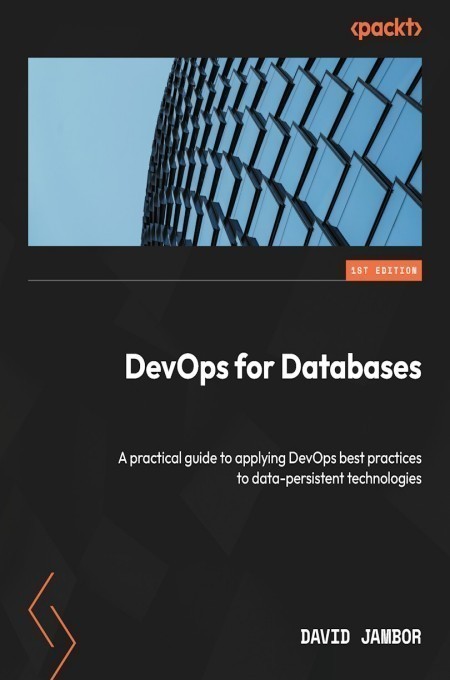 <packt>
1ST EDITION
DevOps for Databases
A practical guide to applying DevOps best practices
to data-persistent technologies
DAVID JAMBOR